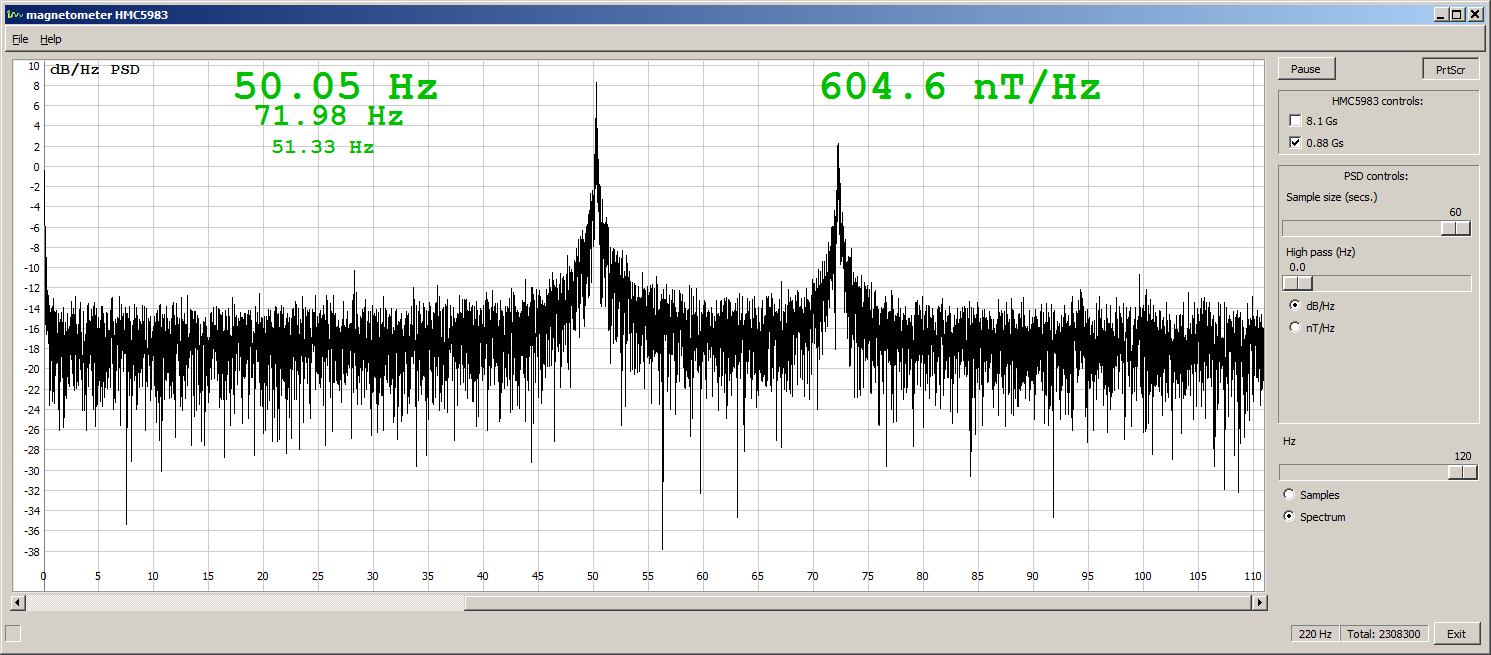 magnetometer HMC5983
File Help
dB/Hz PSD
50.05 Hz
71.98 Hz
51.33 Hz
604.6 nT/Hz
10
8
6
4
2
0
-2
-4
-6
-8
-10
-12
-14
-16
-18
-20
-22
-24
-26
-28
-30
-32
-34
-36
-38
0 5 10 15 20 25 30 35 40 45 50 55 60 65 70 75 80 85 90 95 100 105 110
Pause PrtScr
HMC5983 controls:
8.1 Gs
0.88 Gs
PSD controls:
Sample size (secs.)
60
High pass (Hz)
0.0
dB/Hz
nT/Hz
Hz
120
Samples
Spectrum
220 Hz Total: 2308300 Exit